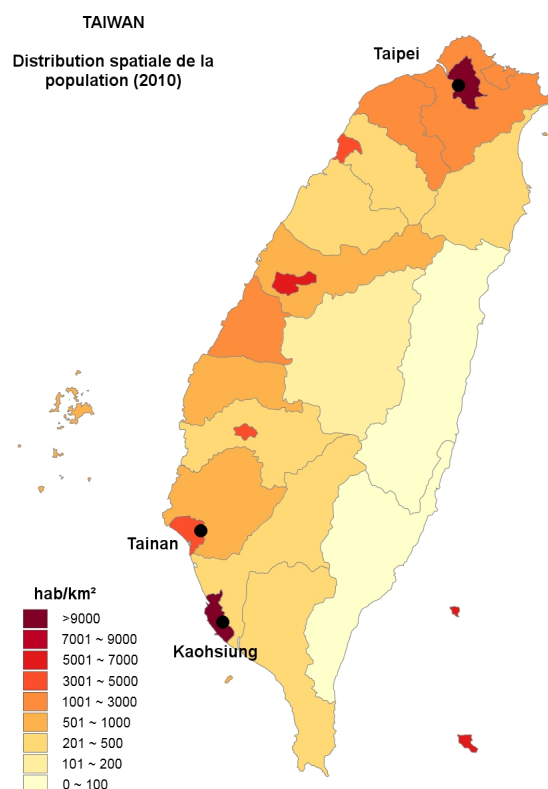 TAIWAN
Distribution spatiale de la
population (2010)
Taipei
Tainan
Kaohsiung
hab/km²
>9000
7001 ~ 9000
5001 ~ 7000
3001 ~ 5000
1001 ~ 3000
501 ~ 1000
201 ~ 500
101 ~ 200
0 ~ 100